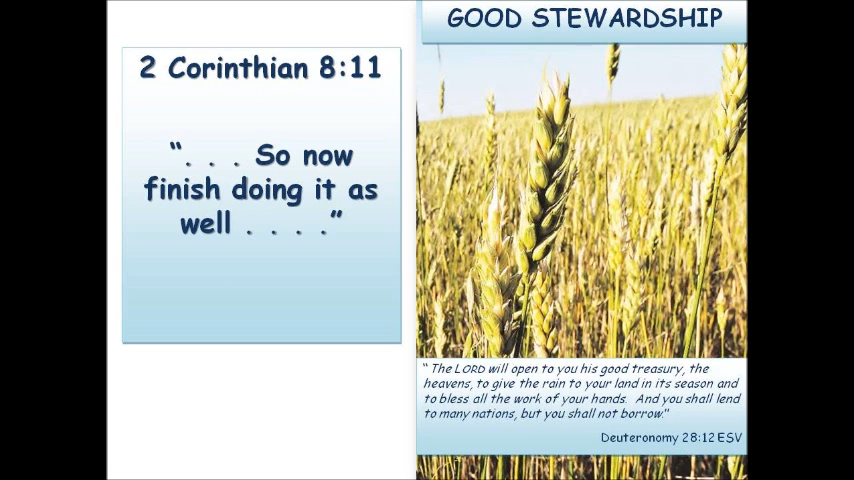 2 Corinthian 8:11
“. . . So now
finish doing it as
well . . . .”
GOOD STEWARDSHIP
“ The LORD will open to you his good treasury, the
heavens, to give the rain to your land in its season and
to bless all the work of your hands. And you shall lend
to many nations, but you shall not borrow.”
Deuteronomy 28:12 ESV